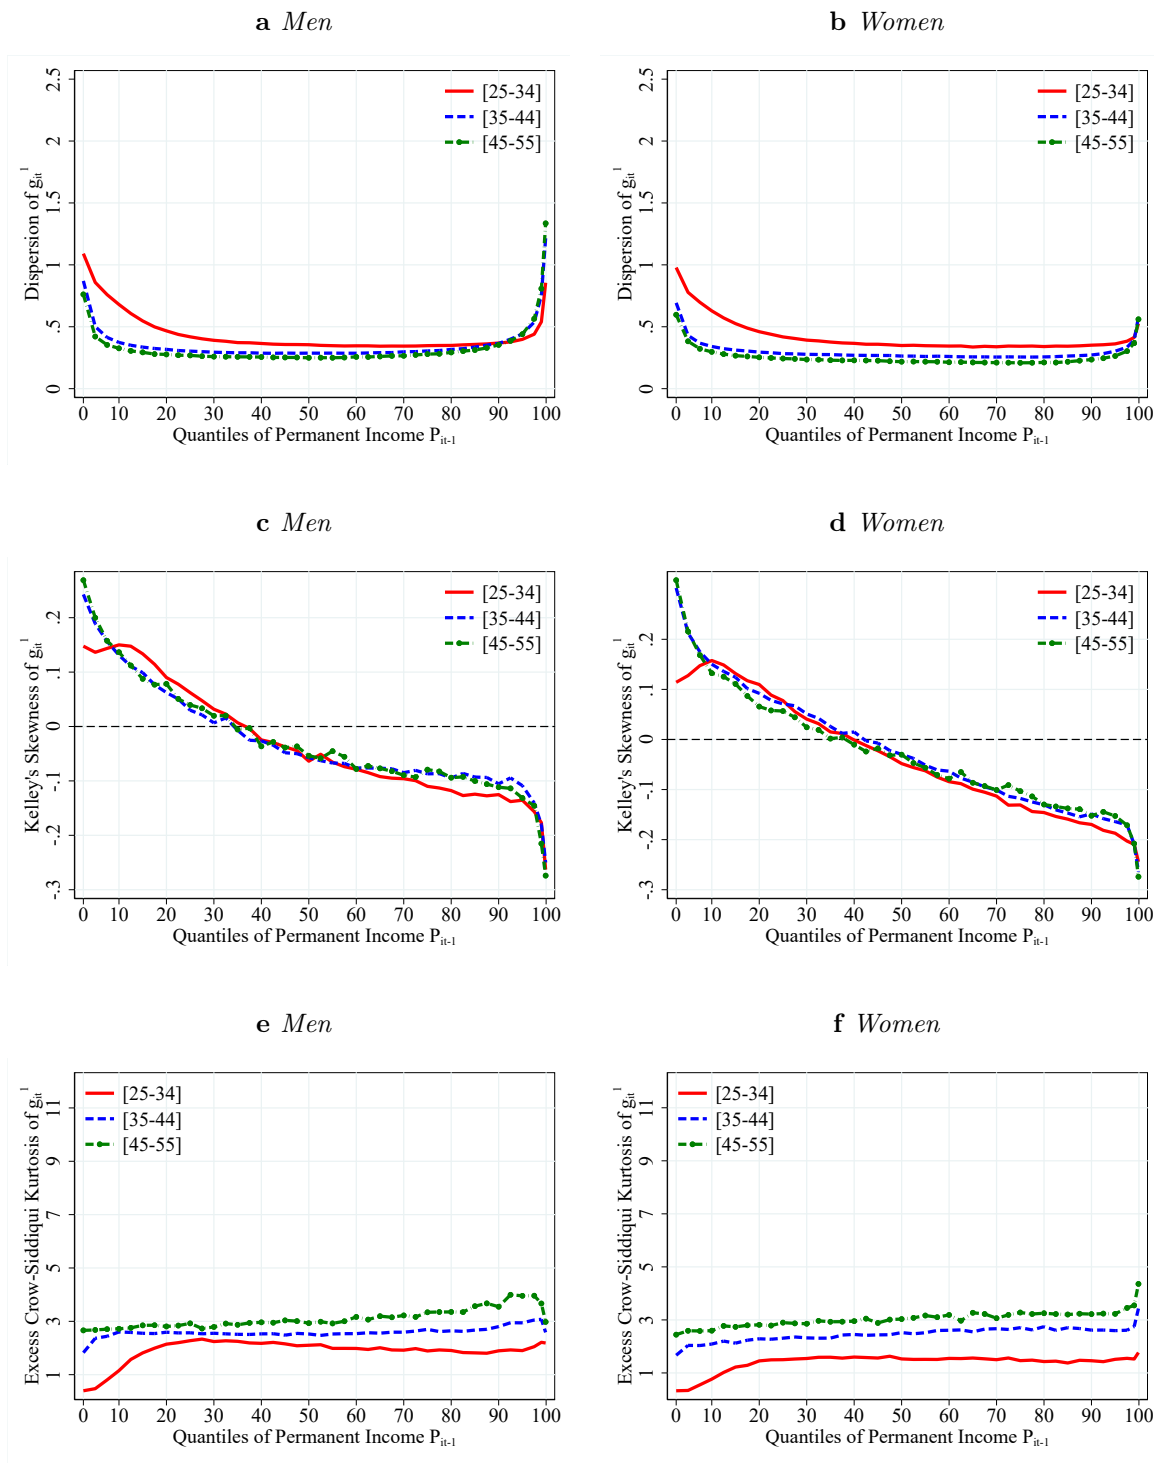 a Men
b Women
Dispersion of g_it^1
2.5
2
1.5
1
.5
0
[25-34]
[35-44]
[45-55]
0 10 20 30 40 50 60 70 80 90 100
Quantiles of Permanent Income P_it-1
Dispersion of g_it^1
2.5
2
1.5
1
.5
0
[25-34]
[35-44]
[45-55]
0 10 20 30 40 50 60 70 80 90 100
Quantiles of Permanent Income P_it-1
c Men
d Women
Kelley's Skewness of g_it^1
.2
.1
0
-.1
-.2
-.3
[25-34]
[35-44]
[45-55]
0 10 20 30 40 50 60 70 80 90 100
Quantiles of Permanent Income P_it-1
Kelley's Skewness of g_it^1
.2
.1
0
-.1
-.2
-.3
[25-34]
[35-44]
[45-55]
0 10 20 30 40 50 60 70 80 90 100
Quantiles of Permanent Income P_it-1
e Men
f Women
Excess Crow-Siddiqui Kurtosis of g_it^1
11
9
7
5
3
1
[25-34]
[35-44]
[45-55]
0 10 20 30 40 50 60 70 80 90 100
Quantiles of Permanent Income P_it-1
Excess Crow-Siddiqui Kurtosis of g_it^1
11
9
7
5
3
1
[25-34]
[35-44]
[45-55]
0 10 20 30 40 50 60 70 80 90 100
Quantiles of Permanent Income P_it-1